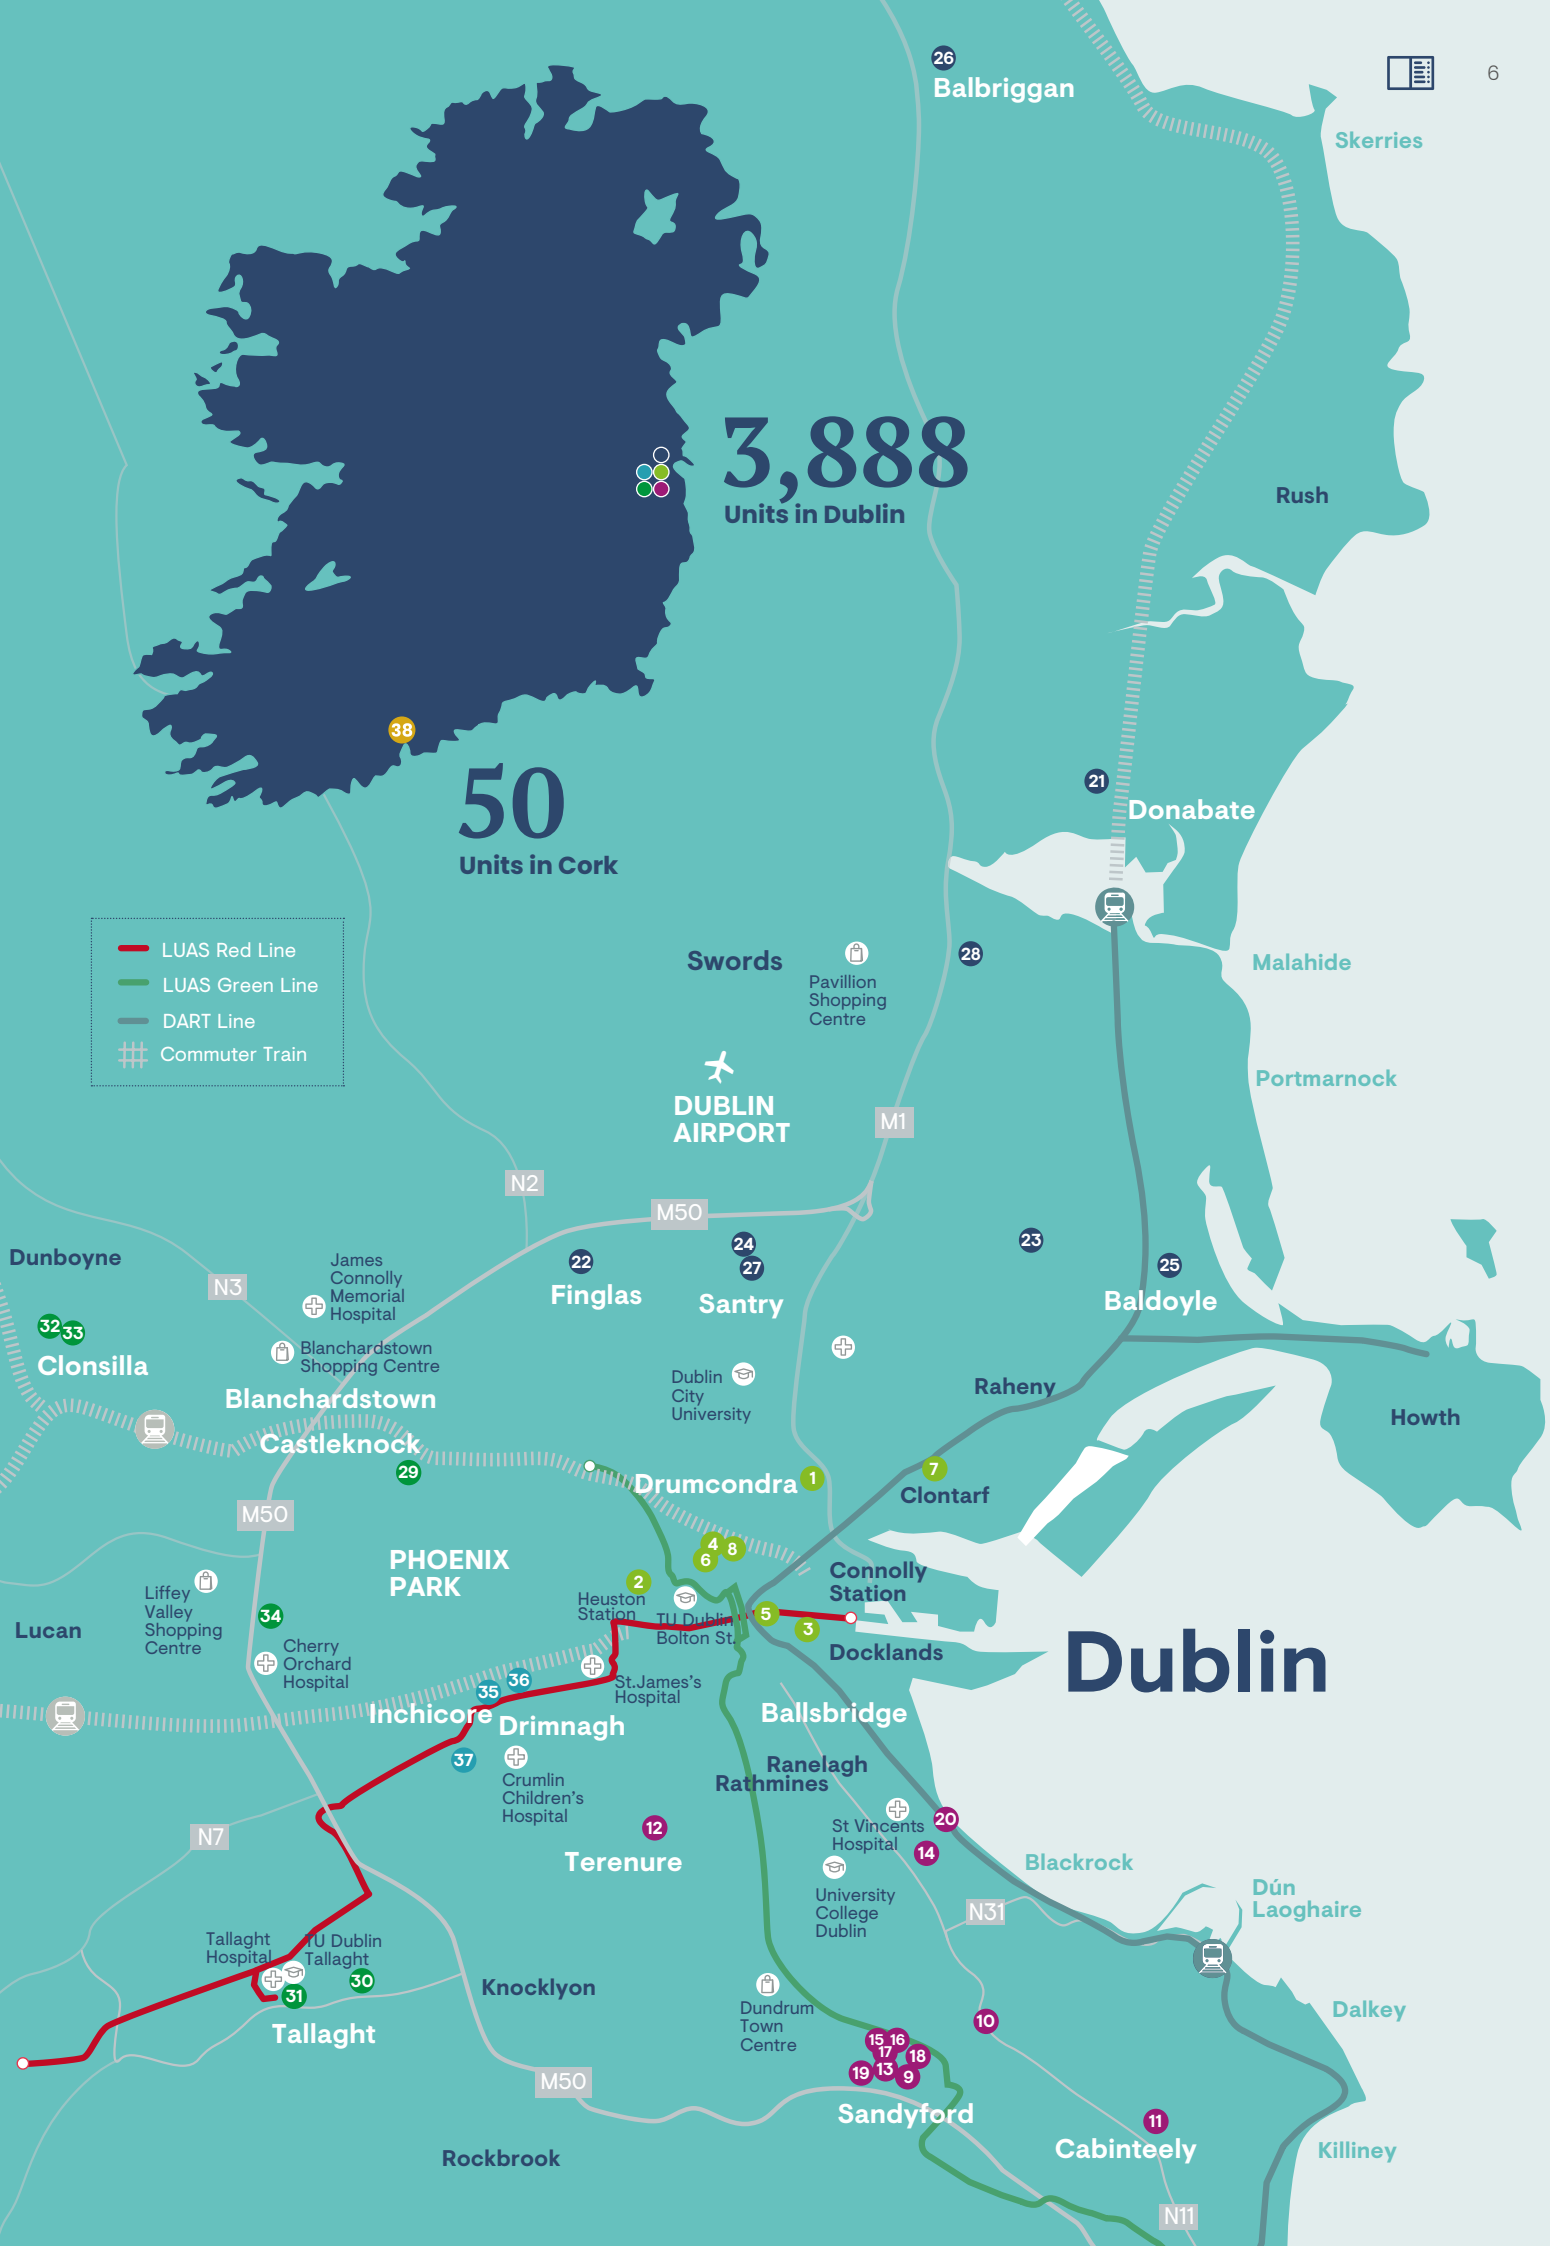 6
26
Balbriggan
Skerries
3,888
Units in Dublin
Rush
38
50
Units in Cork
21
Donabate
LUAS Red Line
LUAS Green Line
DART Line
Commuter Train
Swords
Pavillion
Shopping
Centre
28
Malahide
Portmarnock
DUBLIN
AIRPORT
M1
N2
M50
Dunboyne
N3
James
Connolly
Memorial
Hospital
22
Finglas
24
27
Santry
23
25
Baldoyle
32
33
Clonsilla
Blanchardstown
Shopping Centre
Blanchardstown
Castleknock
29
Dublin
City
University
Raheny
Howth
Drumcondra
1
7
Clontarf
M50
PHOENIX
PARK
4
8
6
2
Heuston
Station
TU Dublin
Bolton St.
5
3
Connolly
Station
Docklands
Dublin
Liffey
Valley
Shopping
Centre
34
Lucan
Cherry
Orchard
Hospital
35
36
St.James's
Hospital
Inchicore
Drimnagh
37
Crumlin
Children's
Hospital
Ballsbridge
Ranelagh
Rathmines
N7
12
Terenure
St Vincents
Hospital
20
14
Blackrock
University
College
Dublin
N31
Dún
Laoghaire
Tallaght
Hospital
TU Dublin
Tallaght
30
31
Tallaght
Knocklyon
Dundrum
Town
Centre
10
Dalkey
15
16
17
18
19
13
9
Sandyford
M50
11
Cabinteely
Killiney
Rockbrook
N11